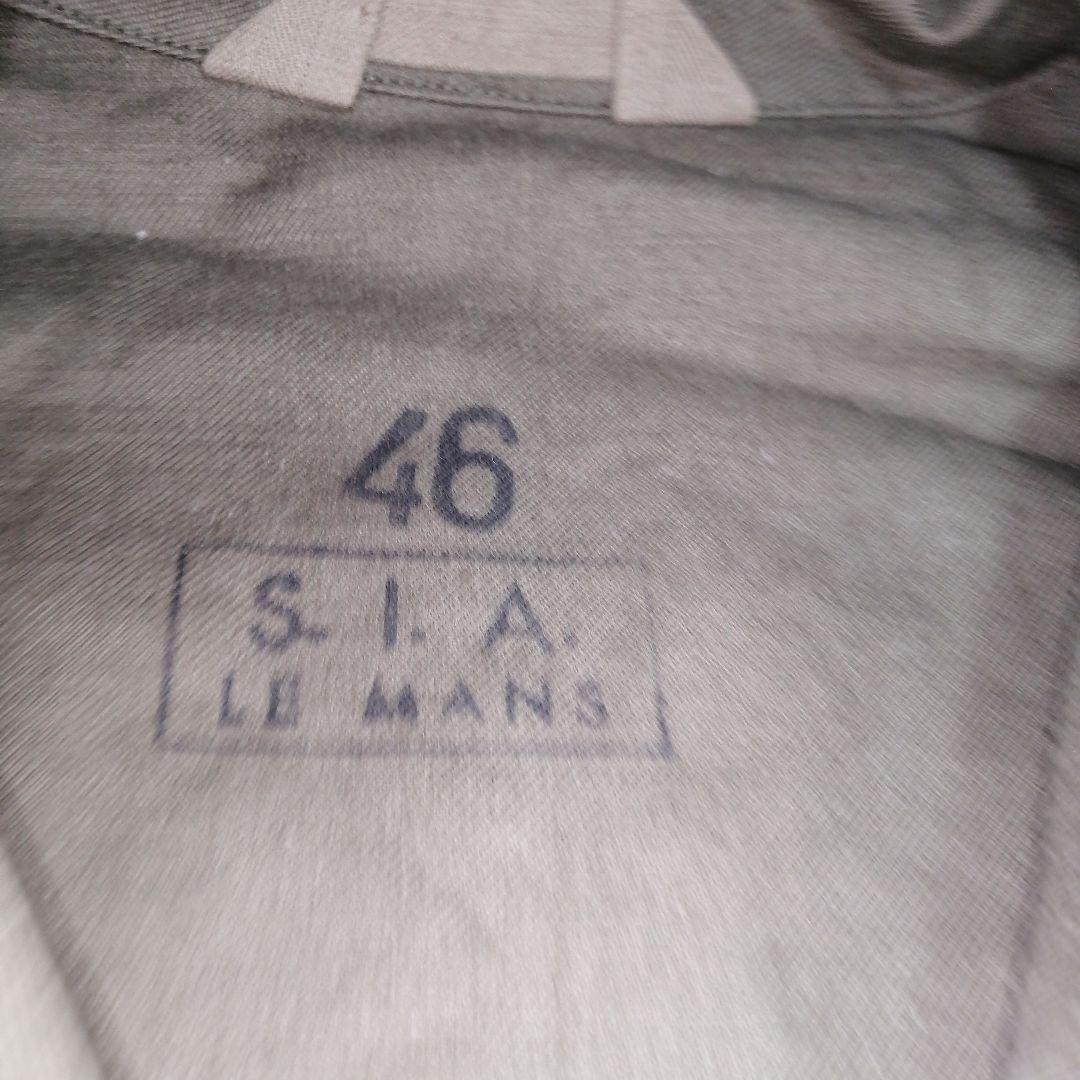 46
S. I. A.
LE MANS